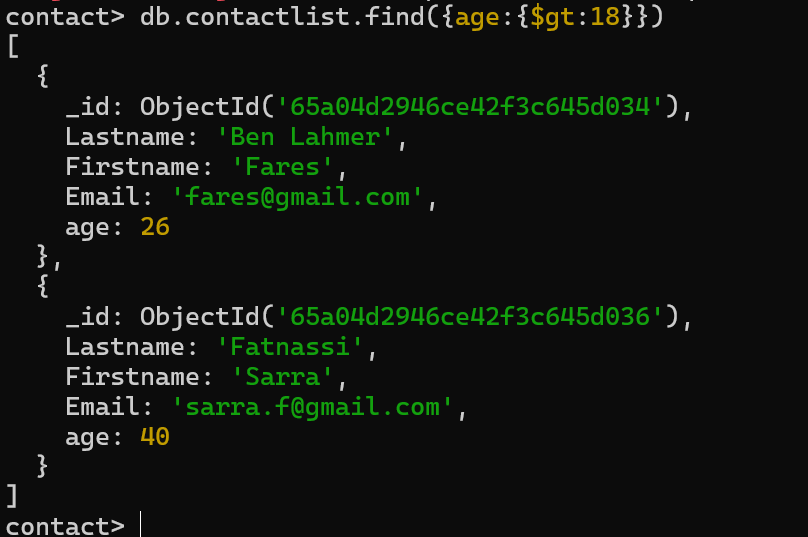 contact> db.contactlist.find({age:{$gt:18}})
[
  {
    _id: ObjectId('65a04d2946ce42f3c645d034'),
    Lastname: 'Ben Lahmer',
    Firstname: 'Fares',
    Email: 'fares@gmail.com',
    age: 26
  },
  {
    _id: ObjectId('65a04d2946ce42f3c645d036'),
    Lastname: 'Fatnassi',
    Firstname: 'Sarra',
    Email: 'sarra.f@gmail.com',
    age: 40
  }
]
contact>